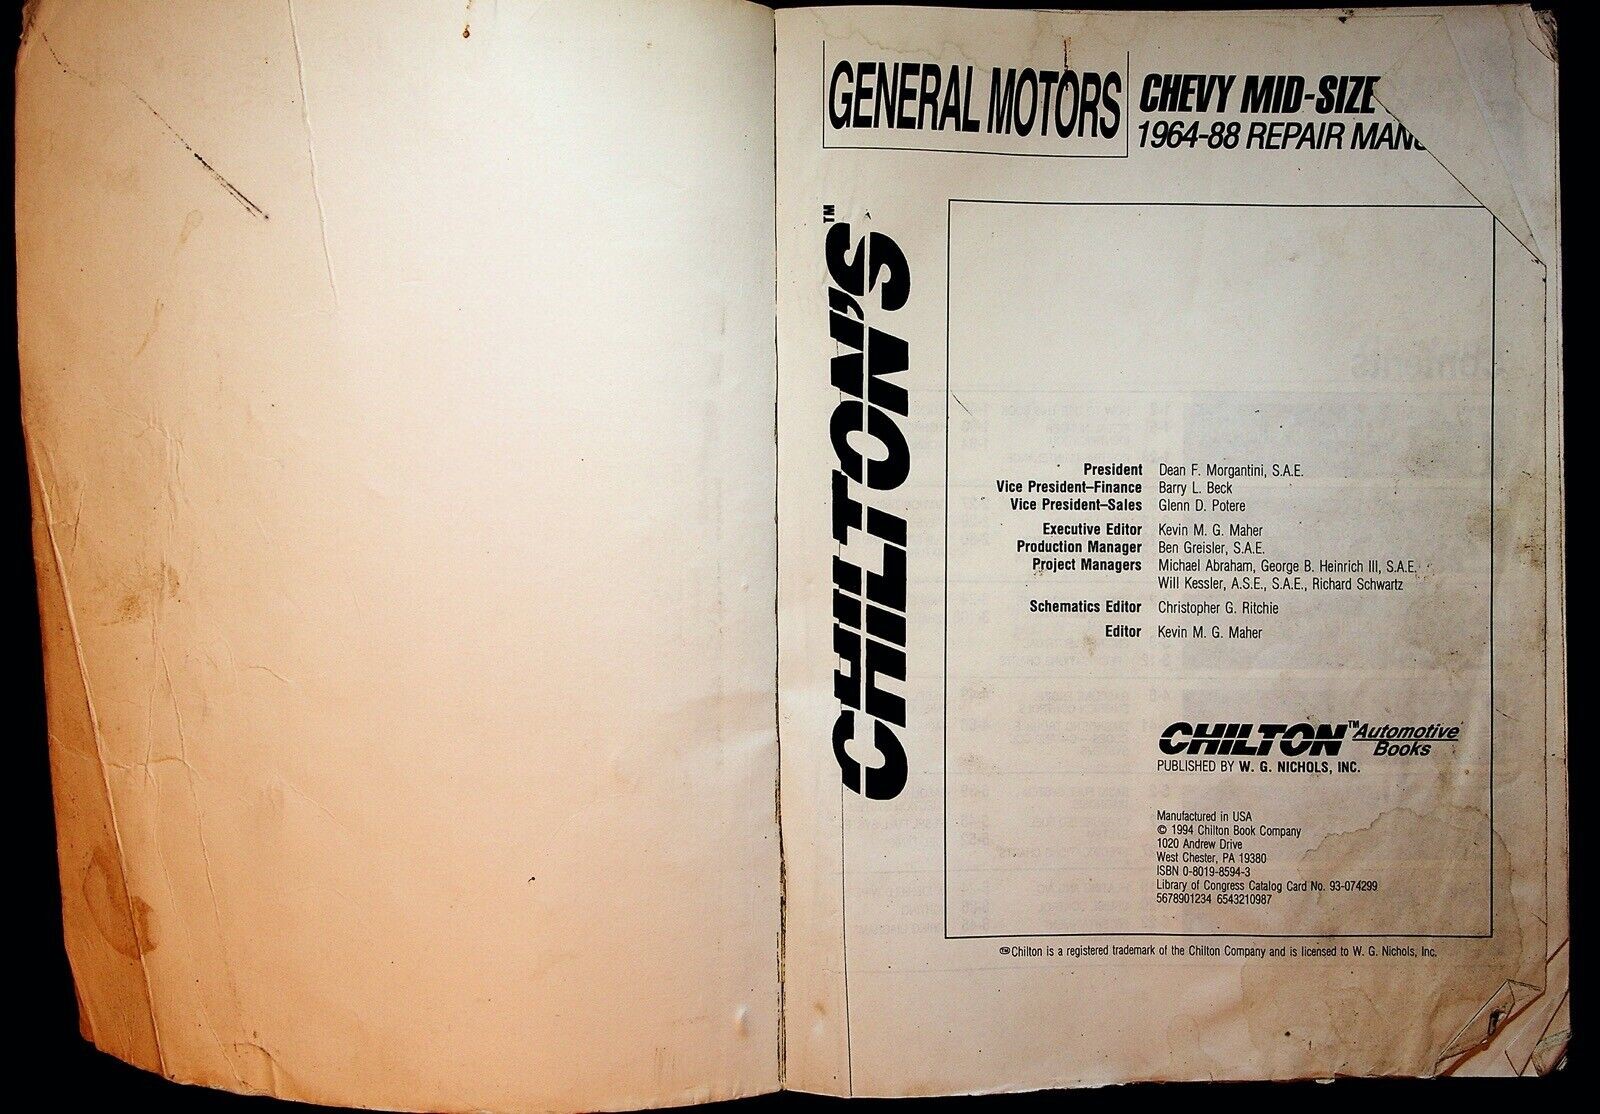 GENERAL MOTORS
CHEVY MID-SIZE
1964-88 REPAIR MANU
CHILTON'S™
President Dean F. Morgantini, S.A.E.
Vice President–Finance Barry L. Beck
Vice President–Sales Glenn D. Potere
Executive Editor Kevin M. G. Maher
Production Manager Ben Greisler, S.A.E.
Project Managers Michael Abraham, George B. Heinrich III, S.A.E.
Will Kessler, A.S.E., S.A.E., Richard Schwartz
Schematics Editor Christopher G. Ritchie
Editor Kevin M. G. Maher
CHILTON™ Automotive
Books
PUBLISHED BY W. G. NICHOLS, INC.
Manufactured in USA
© 1994 Chilton Book Company
1020 Andrew Drive
West Chester, PA 19380
ISBN 0-8019-8594-3
Library of Congress Catalog Card No. 93-074299
5678901234 6543210987
™Chilton is a registered trademark of the Chilton Company and is licensed to W. G. Nichols, Inc.